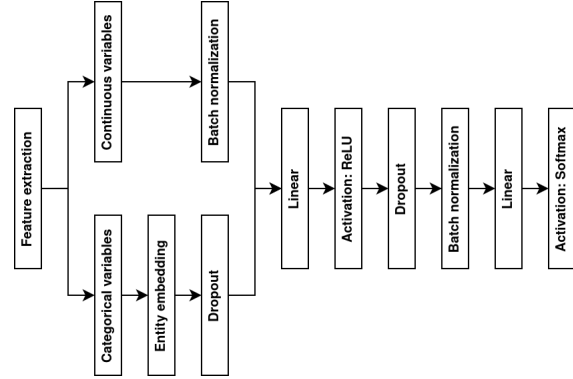 Feature extraction
Continuous variables
Batch normalization
Categorical variables
Entity embedding
Dropout
Linear
Activation: ReLU
Dropout
Batch normalization
Linear
Activation: Softmax